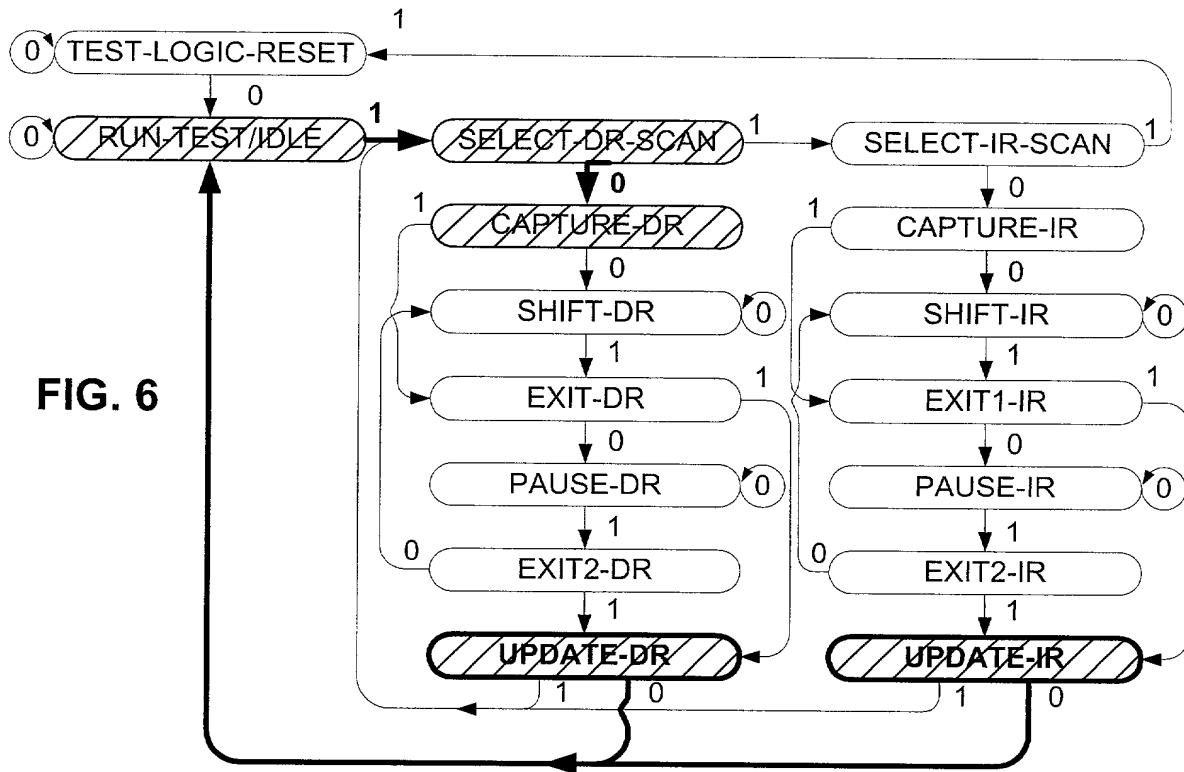 1
0 TEST-LOGIC-RESET
0
1
0 RUN-TEST/IDLE
SELECT-DR-SCAN
1
SELECT-IR-SCAN
1
0
0
1
CAPTURE-DR
1
CAPTURE-IR
0
0
SHIFT-DR
0
SHIFT-IR
0
1
1
FIG. 6
EXIT-DR
1
EXIT1-IR
1
0
0
PAUSE-DR
0
PAUSE-IR
0
1
1
0
EXIT2-DR
0
EXIT2-IR
1
1
UPDATE-DR
UPDATE-IR
1
0
1
0